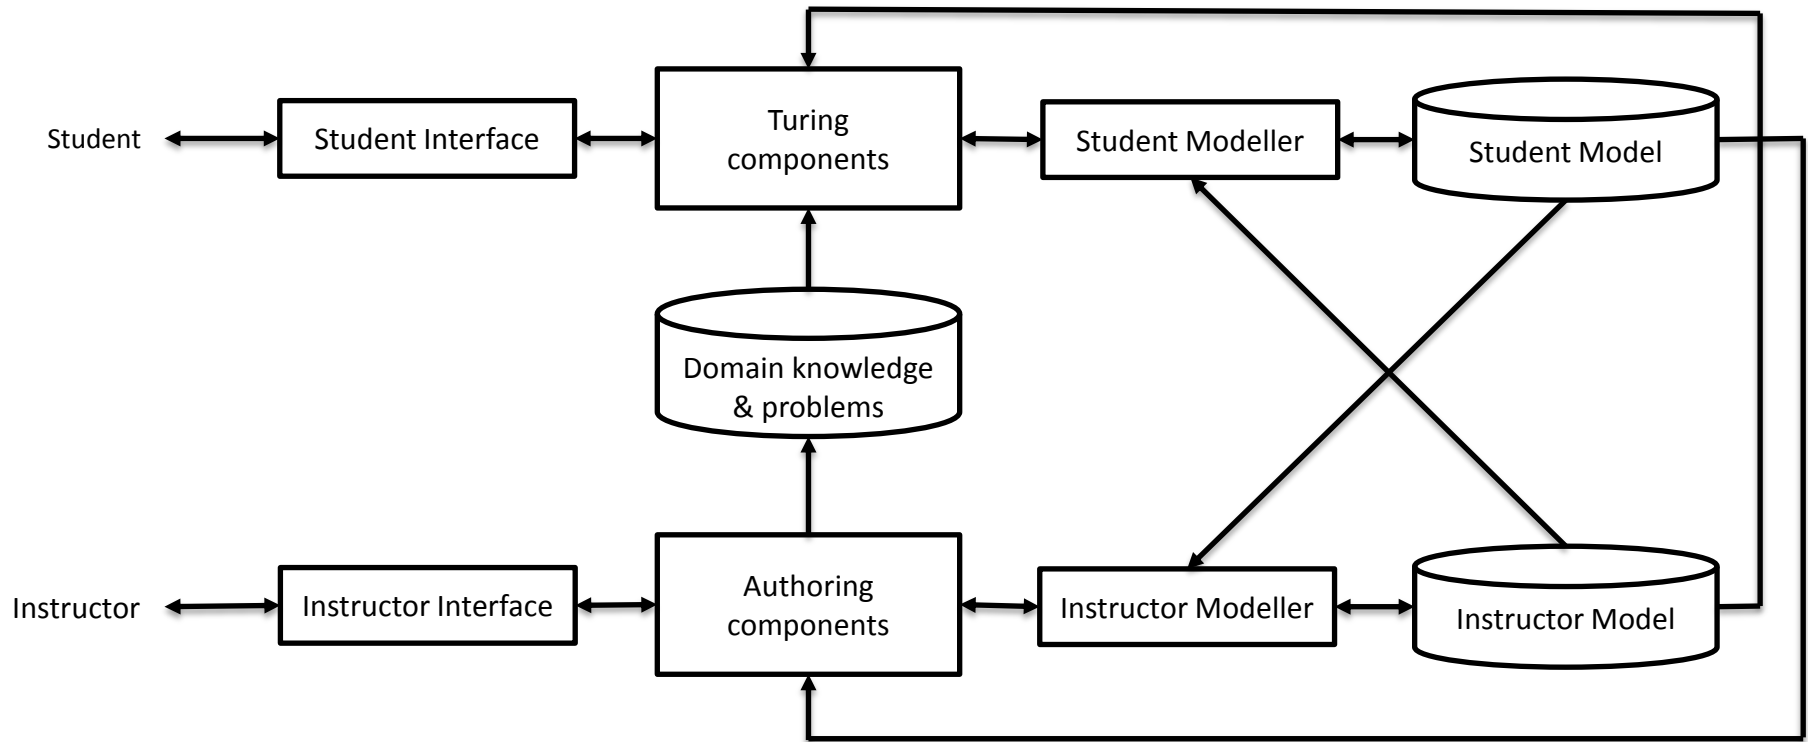 Student
Student Interface
Turing
components
Student Modeller
Student Model
Domain knowledge
& problems
Instructor
Instructor Interface
Authoring
components
Instructor Modeller
Instructor Model